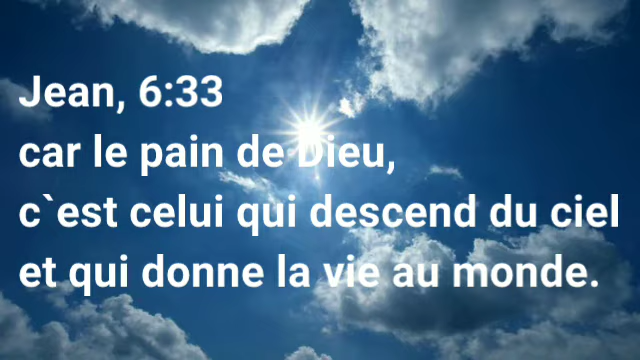 Jean, 6:33
car le pain de Dieu,
c`est celui qui descend du ciel
et qui donne la vie au monde.